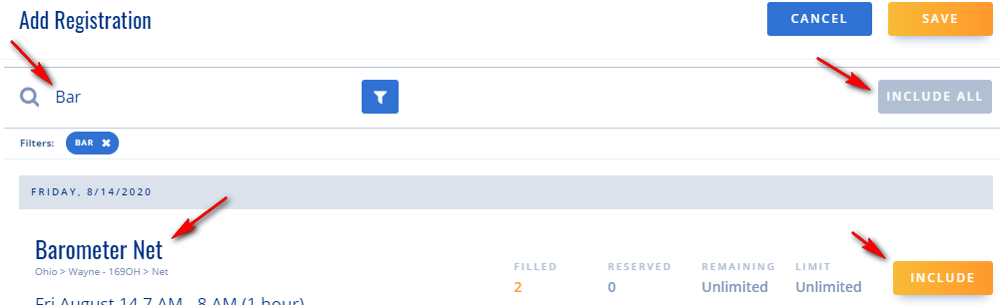 Add Registration
CANCEL
SAVE
Bar
INCLUDE ALL
Filters: BAR ✖
FRIDAY, 8/14/2020
Barometer Net
Ohio > Wayne - 169OH > Net
FILLED RESERVED REMAINING LIMIT
2 0 Unlimited Unlimited
INCLUDE
Fri August 14 7 AM - 8 AM (1 hour)